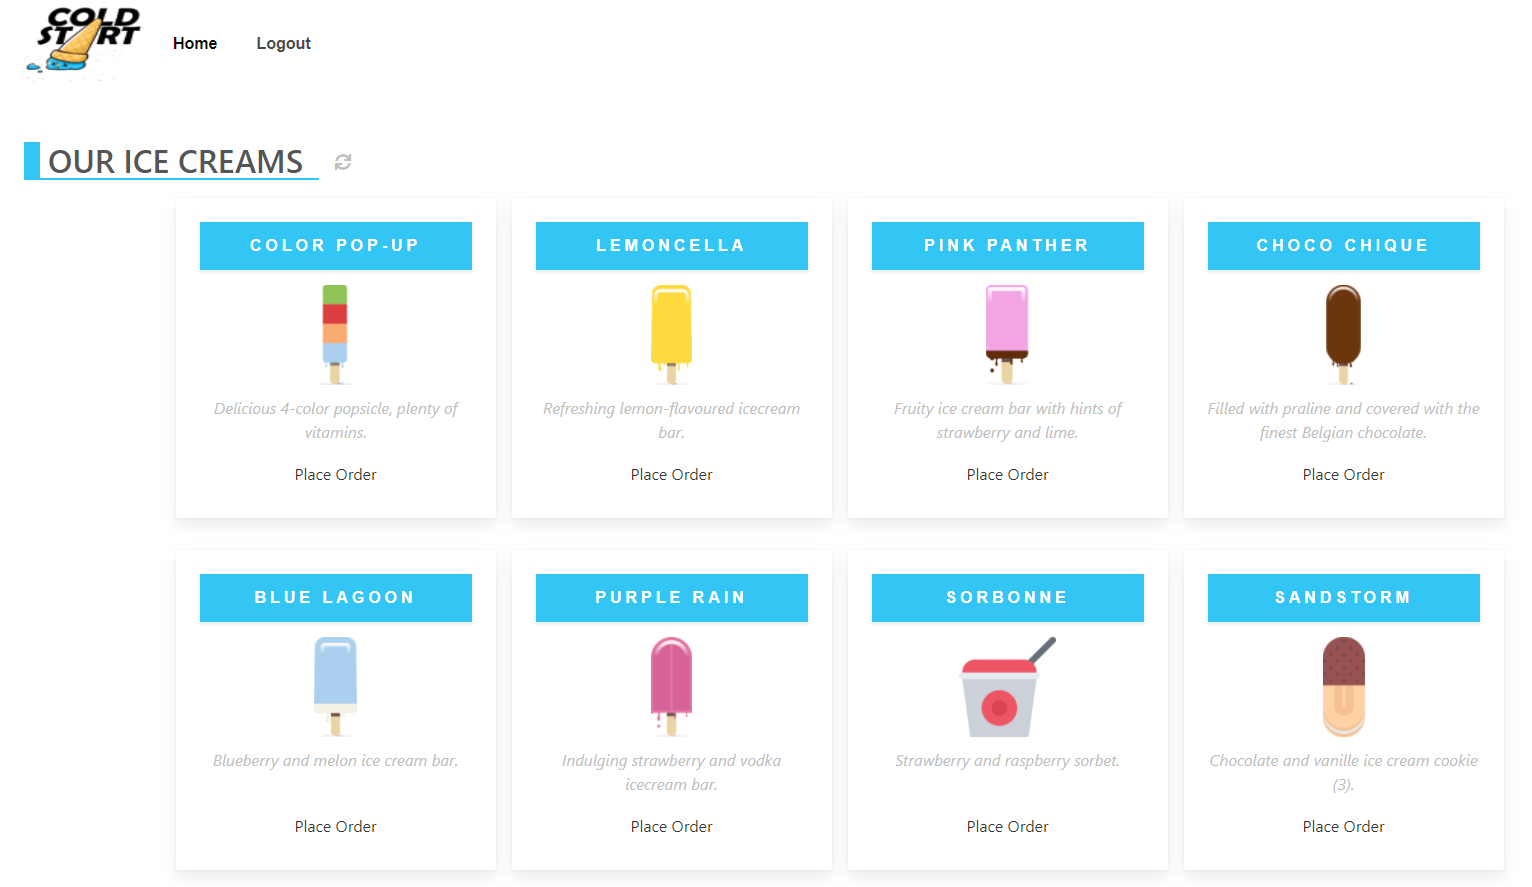 COLD
START
Home Logout
OUR ICE CREAMS
COLOR POP-UP
Delicious 4-color popsicle, plenty of
vitamins.
Place Order
LEMONCELLA
Refreshing lemon-flavoured icecream
bar.
Place Order
PINK PANTHER
Fruity ice cream bar with hints of
strawberry and lime.
Place Order
CHOCO CHIQUE
Filled with praline and covered with the
finest Belgian chocolate.
Place Order
BLUE LAGOON
Blueberry and melon ice cream bar.
Place Order
PURPLE RAIN
Indulging strawberry and vodka
icecream bar.
Place Order
SORBONNE
Strawberry and raspberry sorbet.
Place Order
SANDSTORM
Chocolate and vanille ice cream cookie
(3).
Place Order